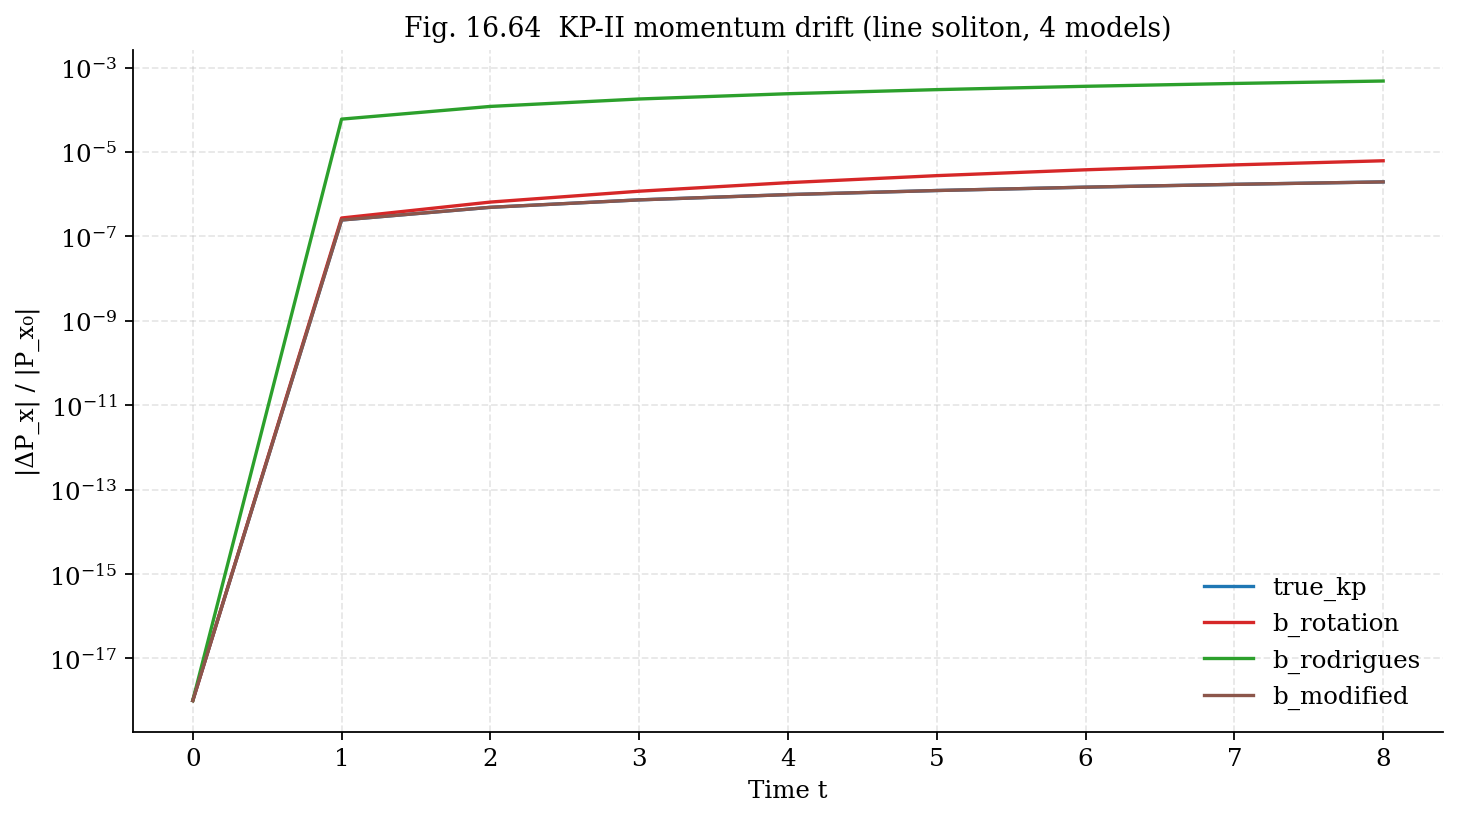 Fig. 16.64  KP-II momentum drift (line soliton, 4 models)
|ΔP_x| / |P_x₀|
10⁻³
10⁻⁵
10⁻⁷
10⁻⁹
10⁻¹¹
10⁻¹³
10⁻¹⁵
10⁻¹⁷
true_kp
b_rotation
b_rodrigues
b_modified
0 1 2 3 4 5 6 7 8
Time t